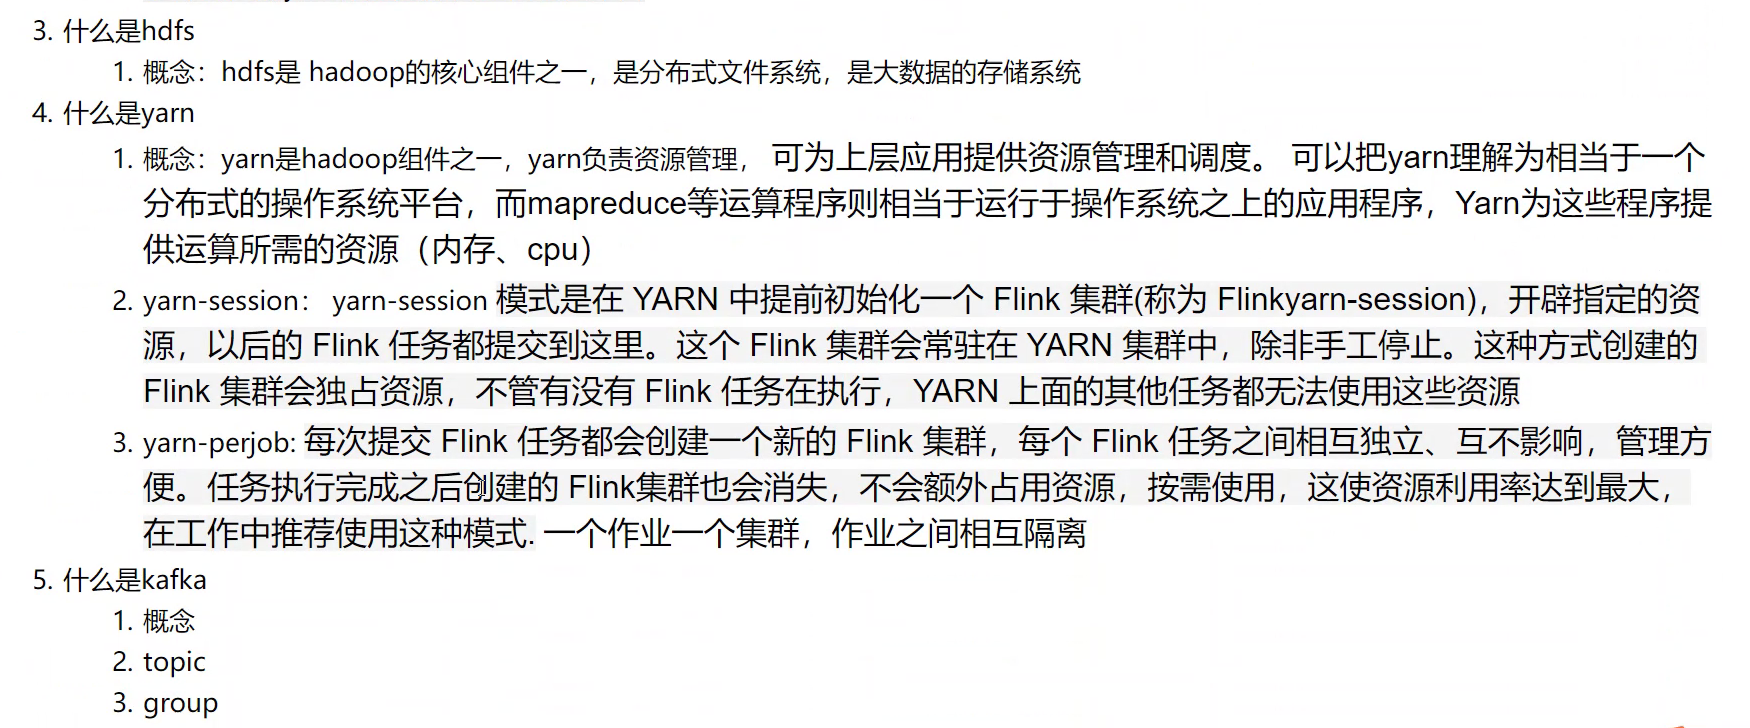 3. 什么是hdfs
1. 概念：hdfs是 hadoop的核心组件之一，是分布式文件系统，是大数据的存储系统
4. 什么是yarn
1. 概念：yarn是hadoop组件之一，yarn负责资源管理， 可为上层应用提供资源管理和调度。 可以把yarn理解为相当于一个
分布式的操作系统平台，而mapreduce等运算程序则相当于运行于操作系统之上的应用程序，Yarn为这些程序提
供运算所需的资源（内存、cpu）
2. yarn-session： yarn-session 模式是在 YARN 中提前初始化一个 Flink 集群(称为 Flinkyarn-session)，开辟指定的资
源，以后的 Flink 任务都提交到这里。这个 Flink 集群会常驻在 YARN 集群中，除非手工停止。这种方式创建的
Flink 集群会独占资源，不管有没有 Flink 任务在执行，YARN 上面的其他任务都无法使用这些资源
3. yarn-perjob: 每次提交 Flink 任务都会创建一个新的 Flink 集群，每个 Flink 任务之间相互独立、互不影响，管理方
便。任务执行完成之后创建的 Flink集群也会消失，不会额外占用资源，按需使用，这使资源利用率达到最大，
在工作中推荐使用这种模式. 一个作业一个集群，作业之间相互隔离
5. 什么是kafka
1. 概念
2. topic
3. group